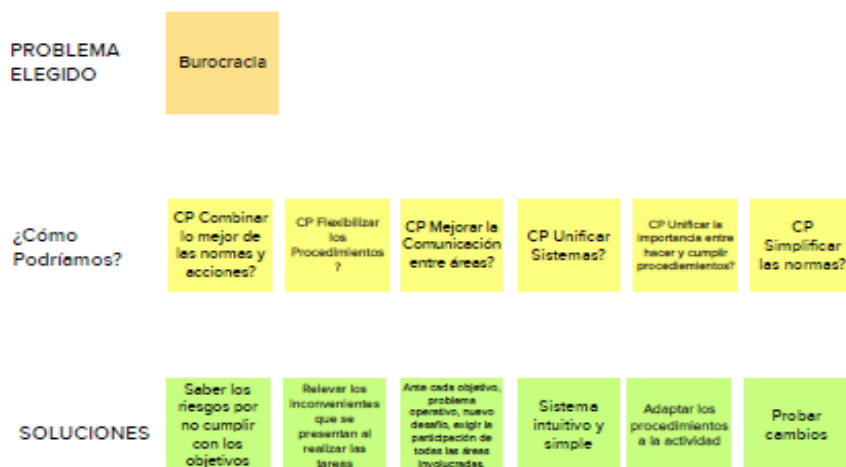 PROBLEMA
ELEGIDO
Burocracia
¿Cómo
Podríamos?
CP Combinar
lo mejor de
las normas y
acciones?
CP Flexibilizar
los
Procedimientos
?
CP Mejorar la
Comunicación
entre áreas?
CP Unificar
Sistemas?
CP Unificar la
importancia entre
hacer y cumplir
procediemientos?
CP
Simplificar
las normas?
SOLUCIONES
Saber los
riesgos por
no cumplir
con los
objetivos
Relevar los
inconvenientes
que se
presentan al
realizar las
tareas
Ante cada objetivo,
problema
operativo, nuevo
desafío, exigir la
participación de
todas las áreas
involucradas.
Sistema
intuitivo y
simple
Adaptar los
procedimientos
a la actividad
Probar
cambios